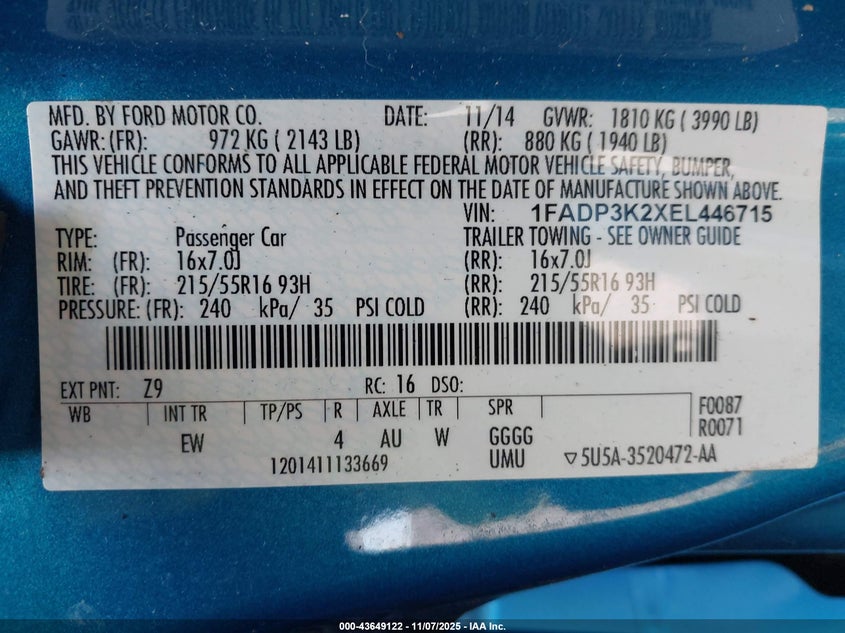 MFD. BY FORD MOTOR CO. DATE: 11/14 GVWR: 1810 KG ( 3990 LB)
GAWR: (FR): 972 KG ( 2143 LB) (RR): 880 KG ( 1940 LB)
THIS VEHICLE CONFORMS TO ALL APPLICABLE FEDERAL MOTOR VEHICLE SAFETY, BUMPER,
AND THEFT PREVENTION STANDARDS IN EFFECT ON THE DATE OF MANUFACTURE SHOWN ABOVE.
VIN: 1FADP3K2XEL446715
TYPE: Passenger Car TRAILER TOWING - SEE OWNER GUIDE
RIM: (FR): 16x7.0J (RR): 16x7.0J
TIRE: (FR): 215/55R16 93H (RR): 215/55R16 93H
PRESSURE: (FR): 240 kPa/ 35 PSI COLD (RR): 240 kPa/ 35 PSI COLD
EXT PNT: Z9 RC: 16 DSO:
WB INT TR TP/PS R AXLE TR SPR F0087
R0071
EW 4 AU W GGGG
1201411133669 UMU ▽5U5A-3520472-AA
000-43649122 - 11/07/2025 - IAA Inc.